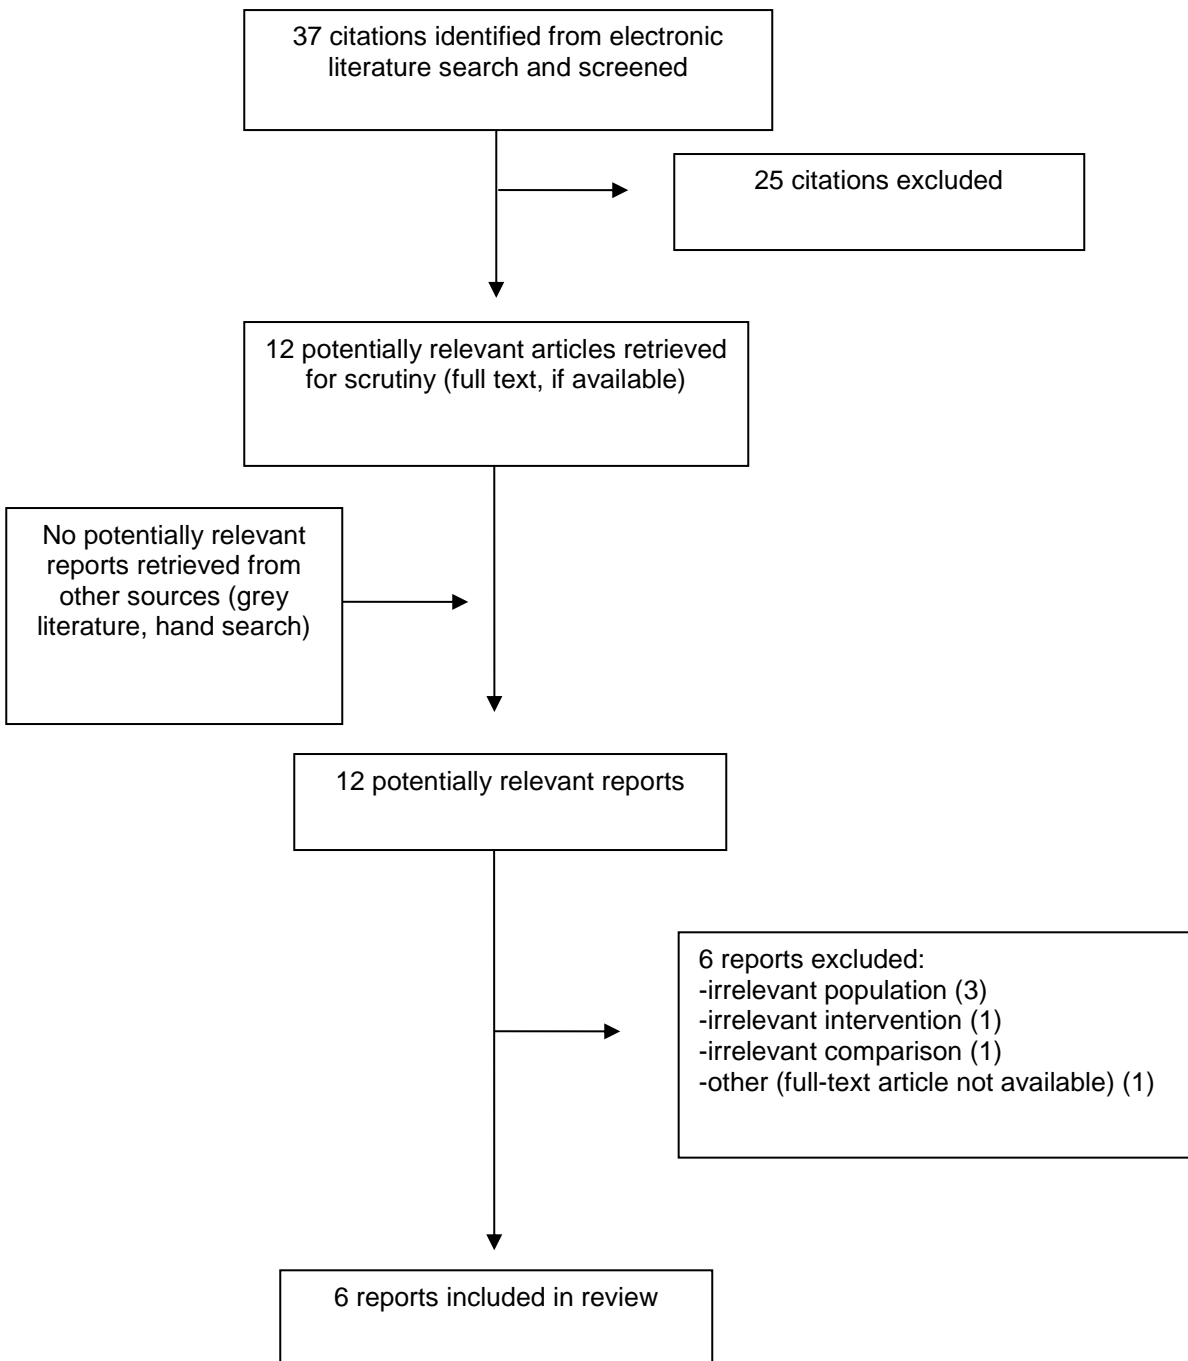 37 citations identified from electronic
literature search and screened
25 citations excluded
12 potentially relevant articles retrieved
for scrutiny (full text, if available)
No potentially relevant
reports retrieved from
other sources (grey
literature, hand search)
12 potentially relevant reports
6 reports excluded:
-irrelevant population (3)
-irrelevant intervention (1)
-irrelevant comparison (1)
-other (full-text article not available) (1)
6 reports included in review